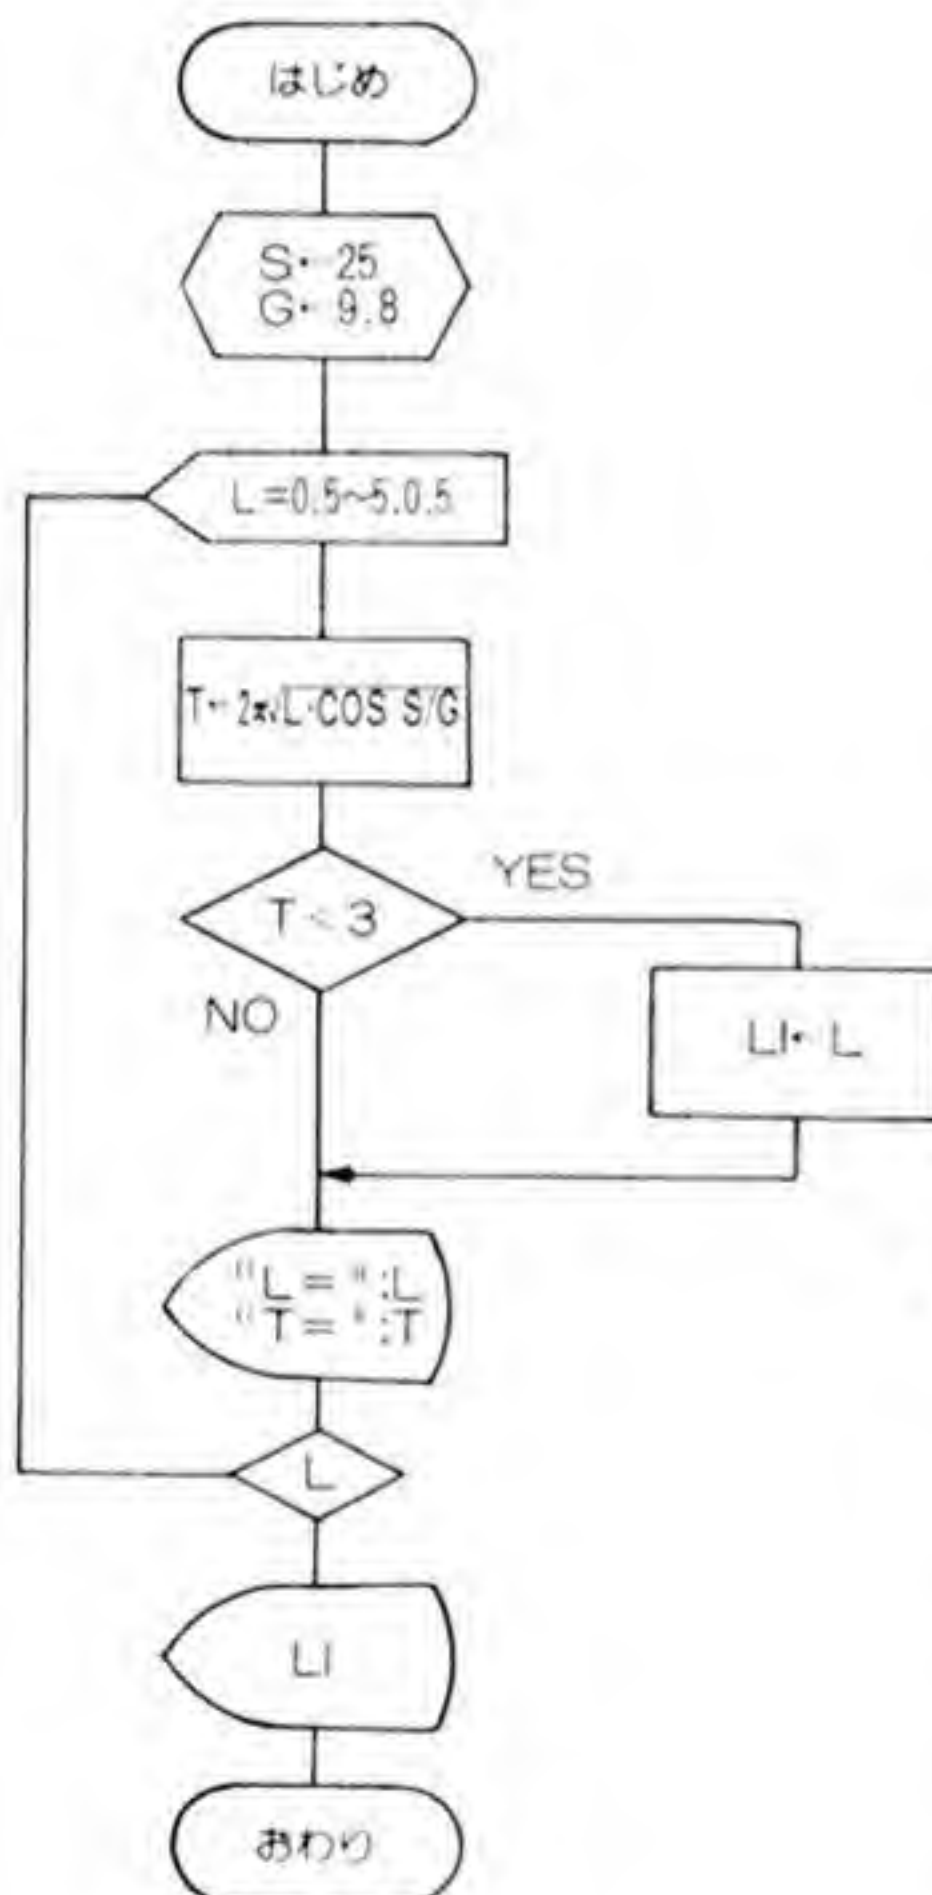 はじめ
S← 25
G← 9.8
L=0.5~5.0.5
T← 2π√L·COS S/G
T < 3
YES
NO
LI← L
"L= ":L
"T= ":T
L
LI
おわり